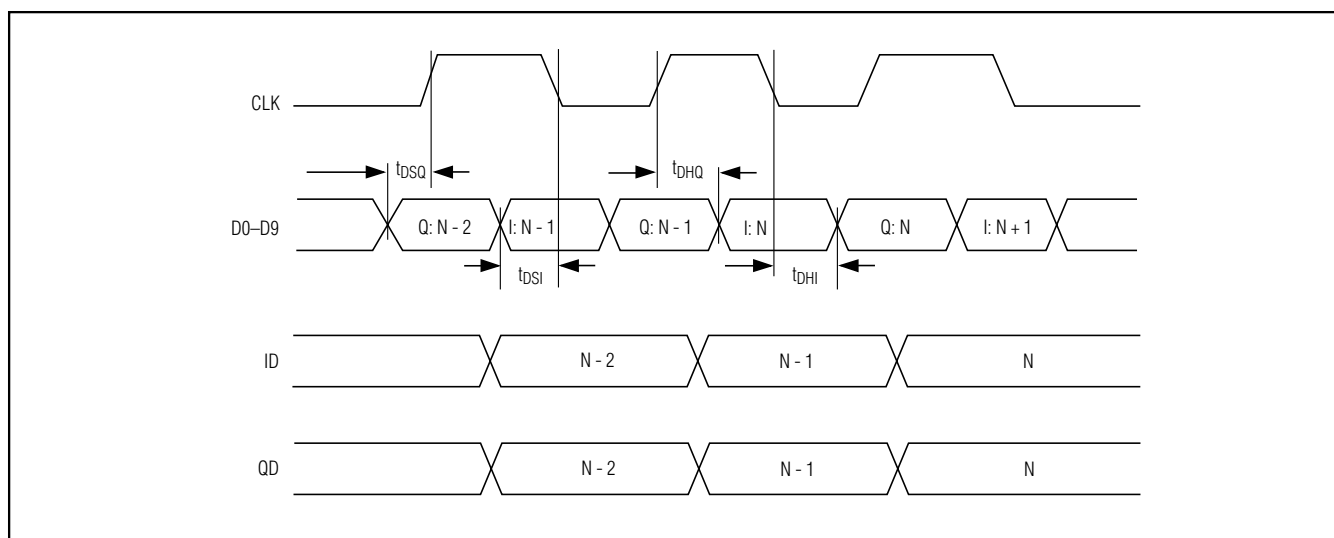 CLK
tDSQ
tDHQ
D0–D9
Q: N - 2
I: N - 1
Q: N - 1
I: N
Q: N
I: N + 1
tDSI
tDHI
ID
N - 2
N - 1
N
QD
N - 2
N - 1
N